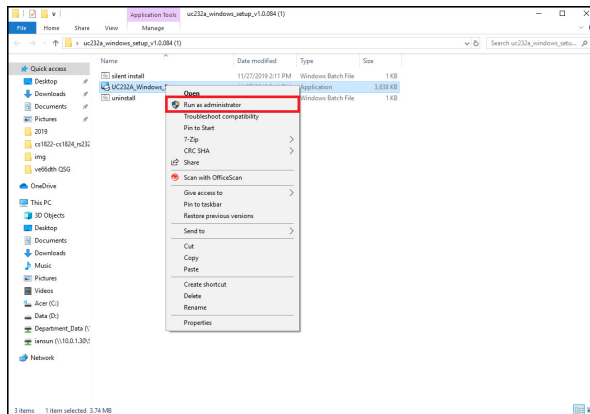 Application Tools
uc232a_windows_setup_v1.0.084 (1)
File Home Share View Manage
uc232a_windows_setup_v1.0.084 (1)
Search uc232a_windows_setu...
Name Date modified Type Size
Quick access
Desktop
Downloads
Documents
Pictures
2019
cs1822-cs1824_rs232
img
ve66dth QSG
OneDrive
This PC
3D Objects
Desktop
Documents
Downloads
Music
Pictures
Videos
Acer (C:)
Data (D:)
Department_Data (\
iansun (\\10.0.1.30\
Network
silent install 11/27/2019 2:11 PM Windows Batch File 1 KB
UC232A_Windows_ Application 3,838 KB
uninstall Windows Batch File 1 KB
Open
Run as administrator
Troubleshoot compatibility
Pin to Start
7-Zip
CRC SHA
Share
Scan with OfficeScan
Give access to
Pin to taskbar
Restore previous versions
Send to
Cut
Copy
Paste
Create shortcut
Delete
Rename
Properties
3 items 1 item selected 3.74 MB